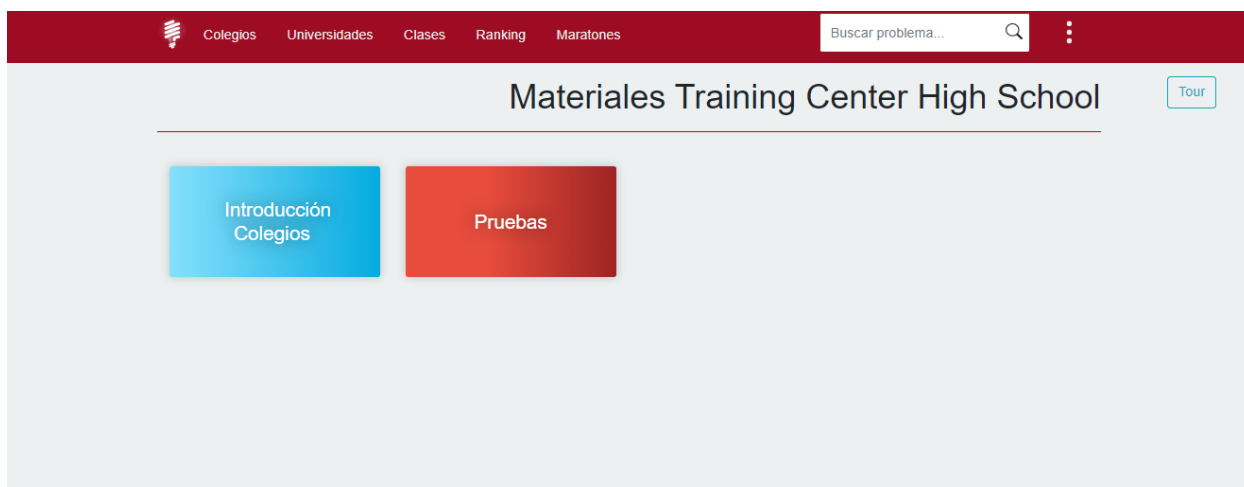 Colegios Universidades Clases Ranking Maratones Buscar problema...
Materiales Training Center High School
Tour
Introducción
Colegios
Pruebas